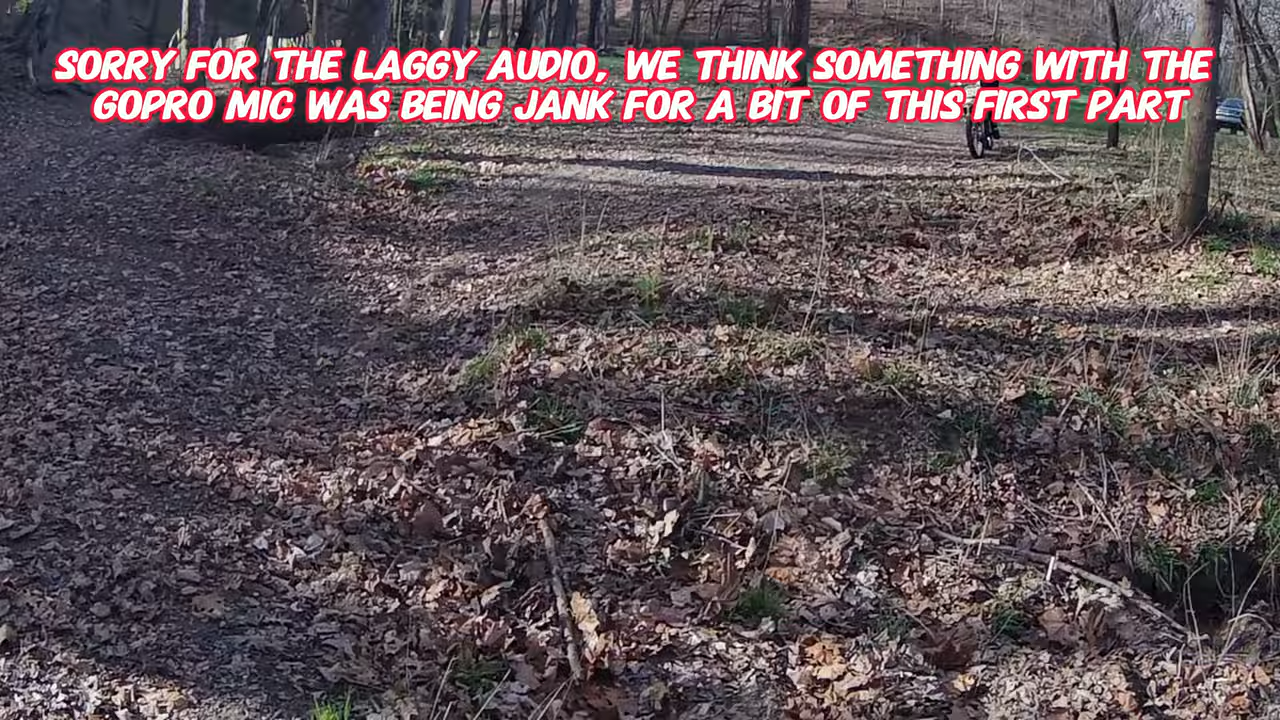 SORRY FOR THE LAGGY AUDIO, WE THINK SOMETHING WITH THE
GOPRO MIC WAS BEING JANK FOR A BIT OF THIS FIRST PART